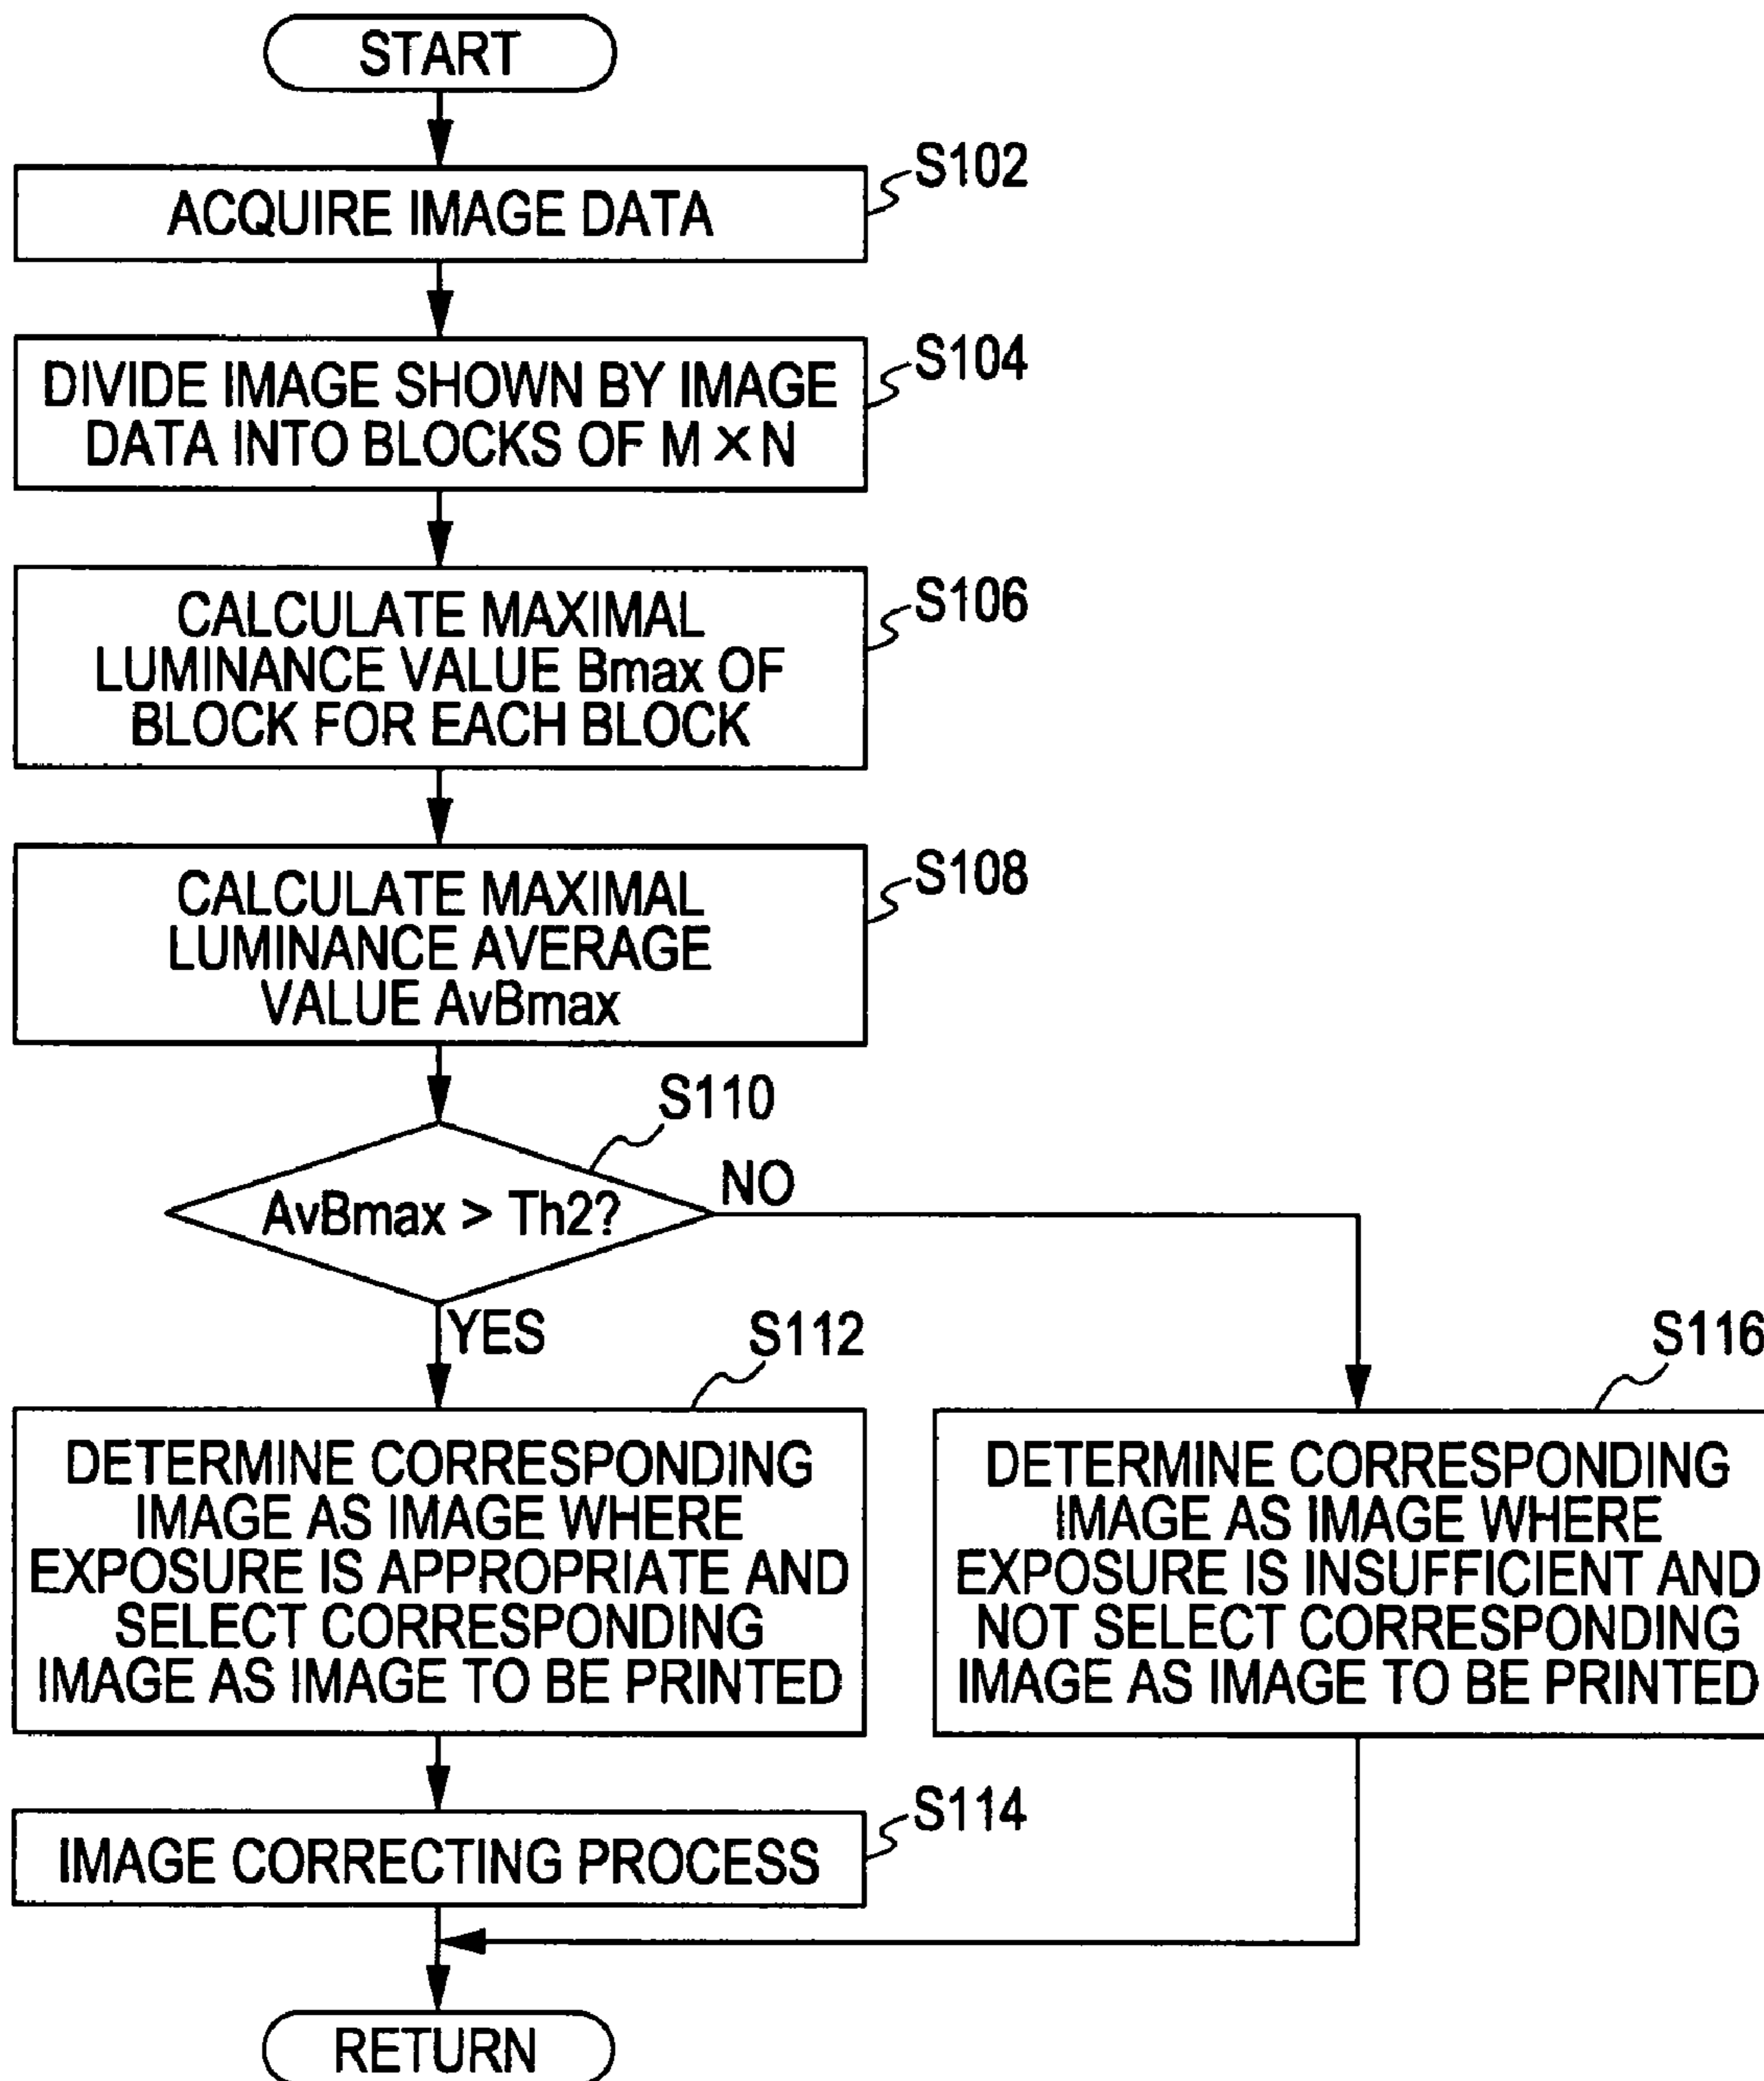 START
S102
ACQUIRE IMAGE DATA
S104
DIVIDE IMAGE SHOWN BY IMAGE
DATA INTO BLOCKS OF M × N
S106
CALCULATE MAXIMAL
LUMINANCE VALUE Bmax OF
BLOCK FOR EACH BLOCK
S108
CALCULATE MAXIMAL
LUMINANCE AVERAGE
VALUE AvBmax
S110
AvBmax > Th2?
NO
YES
S112
DETERMINE CORRESPONDING
IMAGE AS IMAGE WHERE
EXPOSURE IS APPROPRIATE AND
SELECT CORRESPONDING
IMAGE AS IMAGE TO BE PRINTED
S116
DETERMINE CORRESPONDING
IMAGE AS IMAGE WHERE
EXPOSURE IS INSUFFICIENT AND
NOT SELECT CORRESPONDING
IMAGE AS IMAGE TO BE PRINTED
S114
IMAGE CORRECTING PROCESS
RETURN